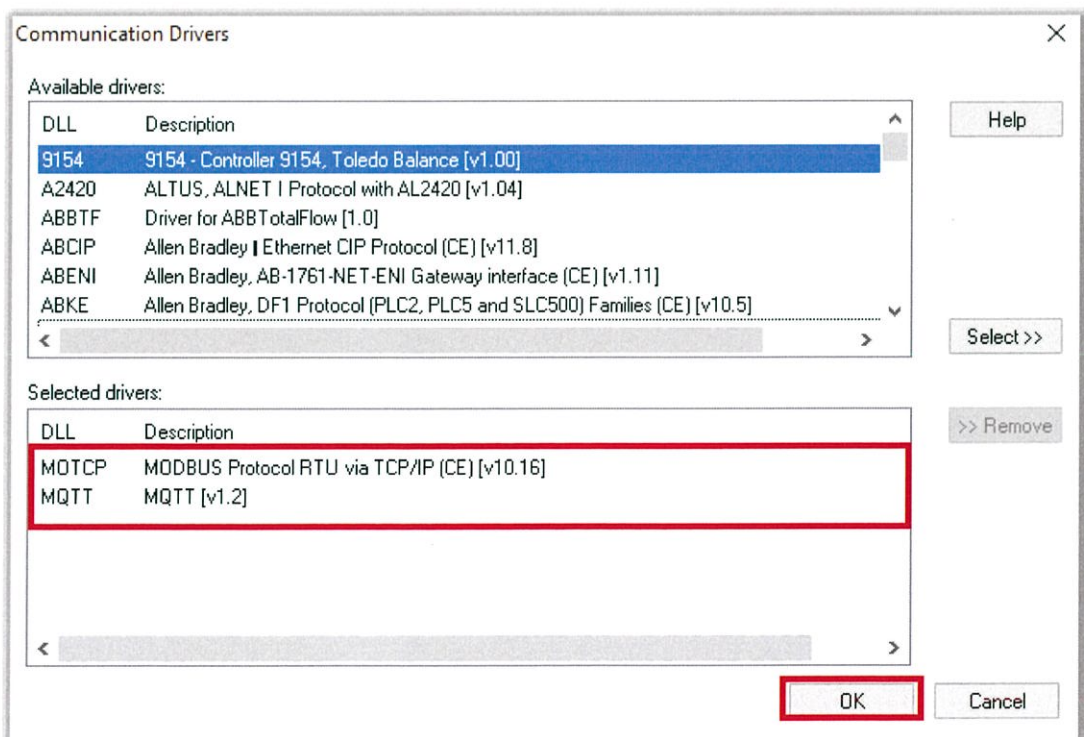 Communication Drivers
Available drivers:
DLL Description
9154 9154 - Controller 9154, Toledo Balance [v1.00]
A2420 ALTUS, ALNET I Protocol with AL2420 [v1.04]
ABBTF Driver for ABBTotalFlow [1.0]
ABCIP Allen Bradley | Ethernet CIP Protocol (CE) [v11.8]
ABENI Allen Bradley, AB-1761-NET-ENI Gateway interface (CE) [v1.11]
ABKE Allen Bradley, DF1 Protocol (PLC2, PLC5 and SLC500) Families (CE) [v10.5]
Help
Select >>
Selected drivers:
DLL Description
MOTCP MODBUS Protocol RTU via TCP/IP (CE) [v10.16]
MQTT MQTT [v1.2]
>> Remove
OK Cancel